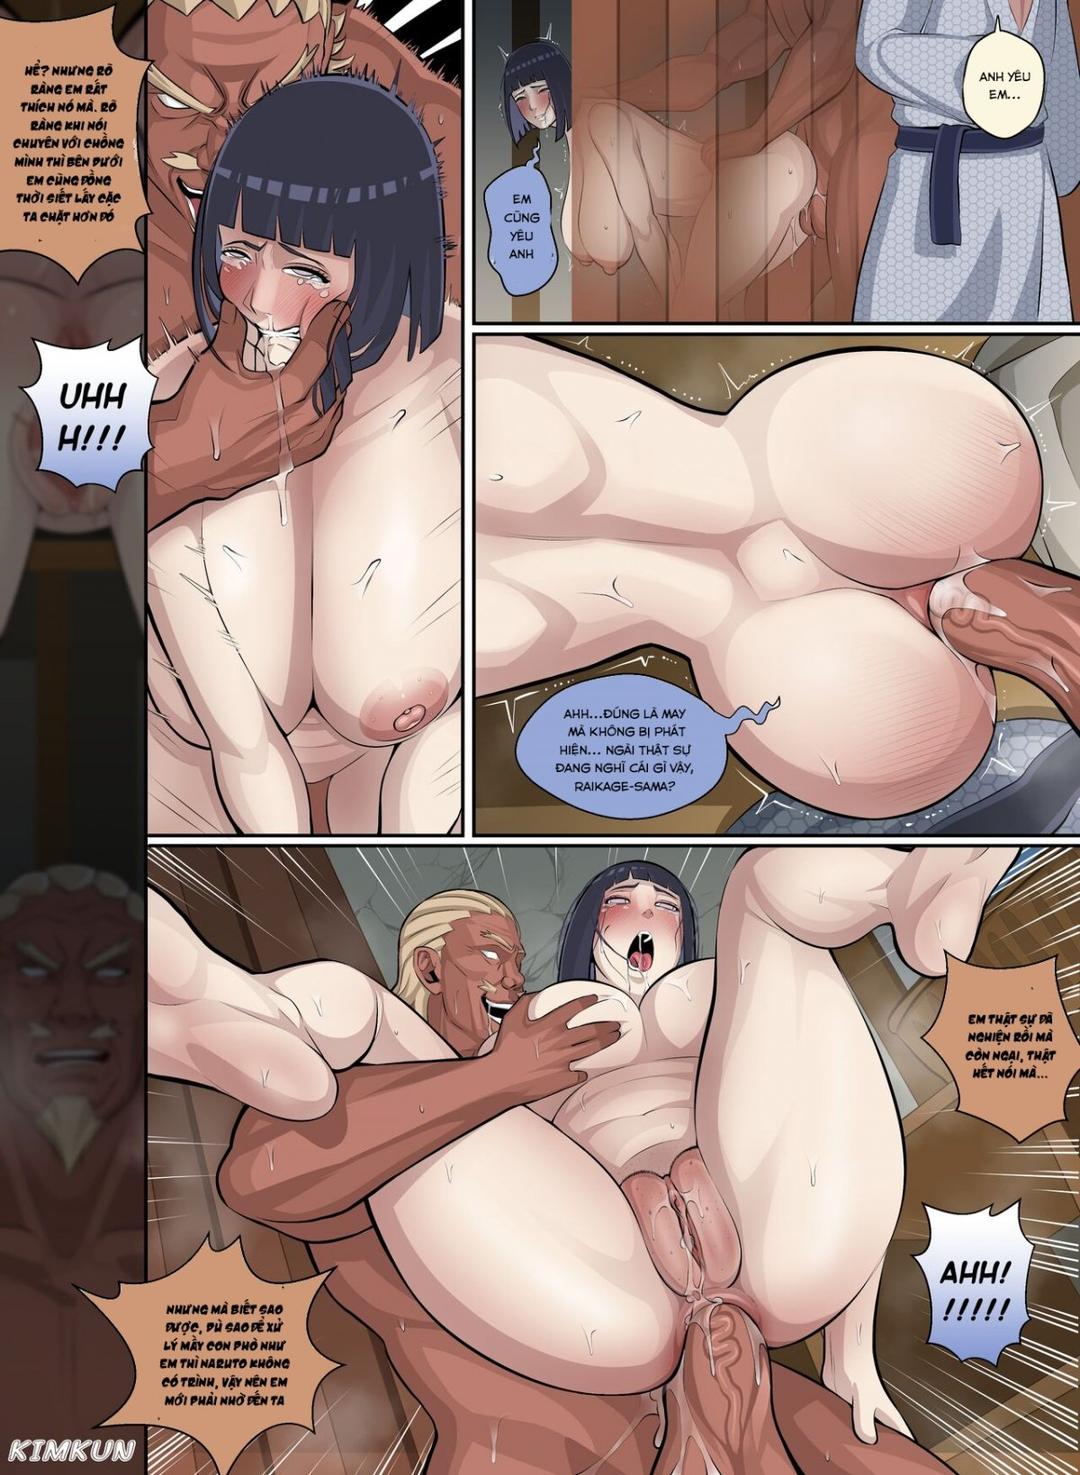 HỂ? NHƯNG RÕ
RÀNG EM RẤT
THÍCH NÓ MÀ. RÕ
RÀNG KHI NÓI
CHUYỆN VỚI CHỒNG
MÌNH THÌ BÊN DƯỚI
EM CŨNG ĐỒNG
THỜI SIẾT LẤY CẶC
TA CHẶT HƠN ĐÓ
UHH
H!!!
ANH YÊU
EM...
EM
CŨNG
YÊU
ANH
AHH...ĐÚNG LÀ MAY
MÀ KHÔNG BỊ PHÁT
HIỆN... NGÀI THẬT SỰ
ĐANG NGHĨ CÁI GÌ VẬY,
RAIKAGE-SAMA?
EM THẬT SỰ ĐÃ
NGHIỆN RỒI MÀ
CÒN NGẠI, THẬT
HẾT NÓI MÀ...
AHH!
!!!!!
NHƯNG MÀ BIẾT SAO
ĐƯỢC, DÙ SAO ĐỂ XỬ
LÝ MẤY CON PHÒ NHƯ
EM THÌ NARUTO KHÔNG
CÓ TRÌNH, VẬY NÊN EM
MỚI PHẢI NHỜ ĐẾN TA
KIMKUN